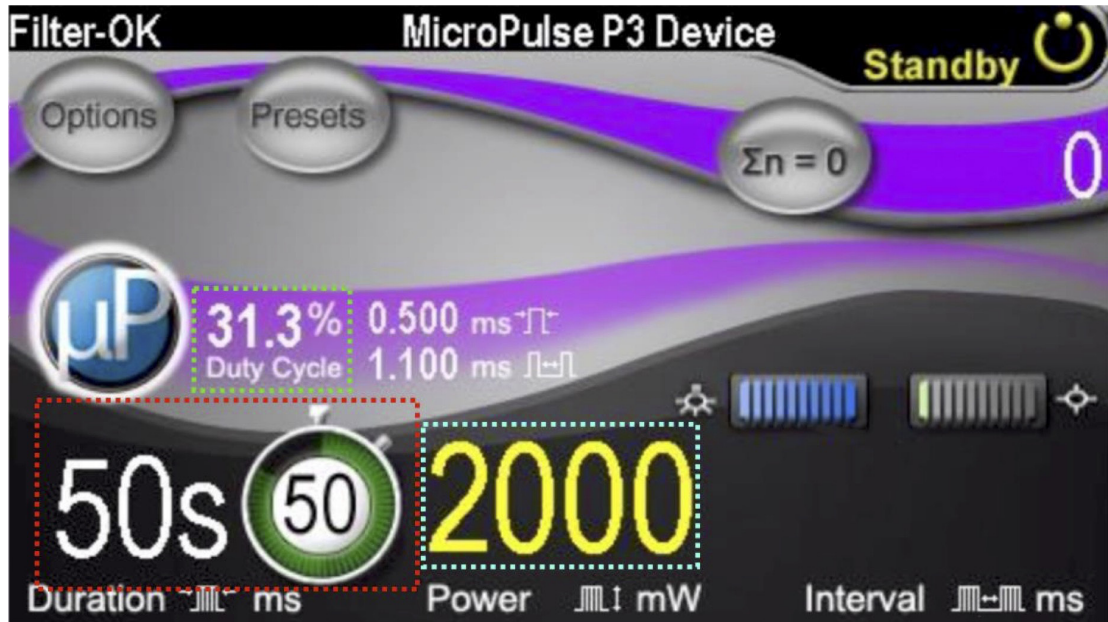 Filter-OK MicroPulse P3 Device Standby
Options Presets Σn = 0 0
µP 31.3% 0.500 ms
Duty Cycle 1.100 ms
50s 50 2000
Duration ms Power mW Interval ms